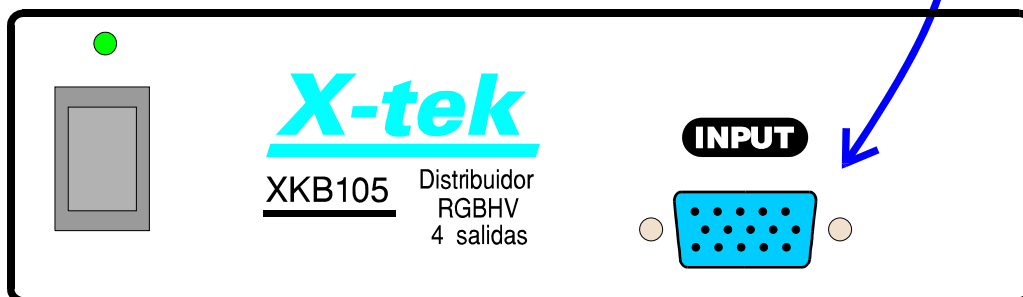 X-tek
XKB105
Distribuidor
RGBHV
4 salidas
INPUT